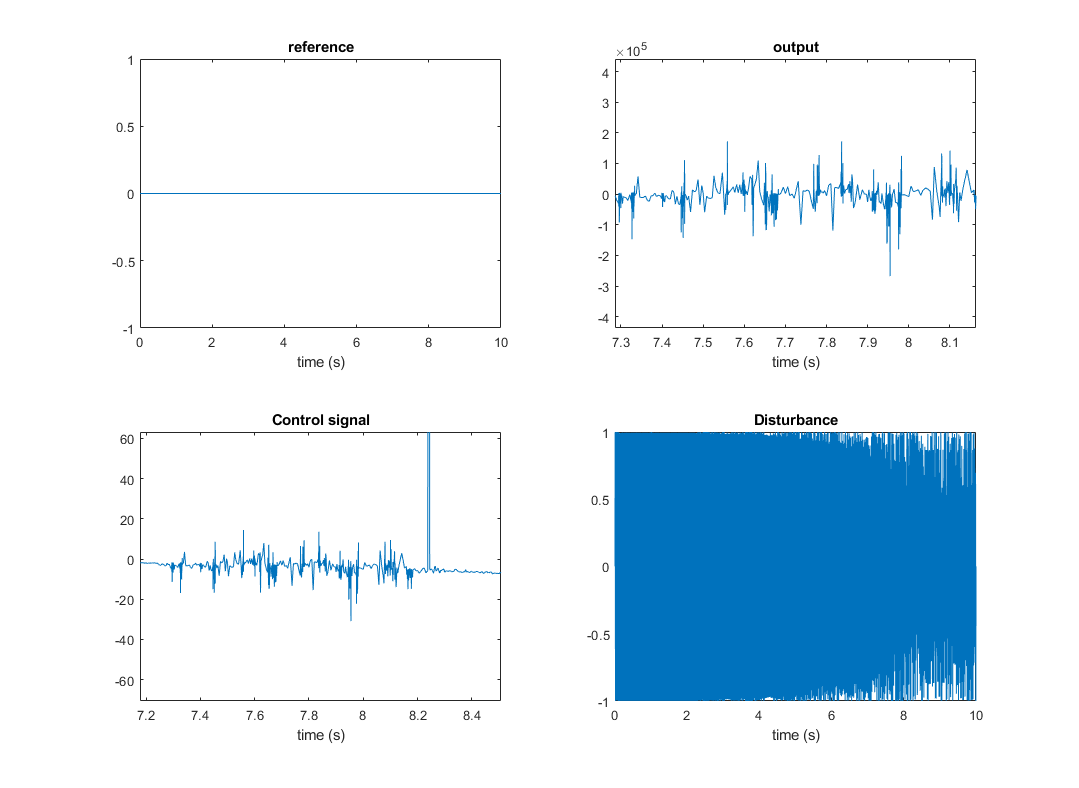 reference
1
0.5
0
-0.5
-1
0 2 4 6 8 10
time (s)
output
×10^5
4
3
2
1
0
-1
-2
-3
-4
7.3 7.4 7.5 7.6 7.7 7.8 7.9 8 8.1
time (s)
Control signal
60
40
20
0
-20
-40
-60
7.2 7.4 7.6 7.8 8 8.2 8.4
time (s)
Disturbance
1
0.5
0
-0.5
-1
0 2 4 6 8 10
time (s)